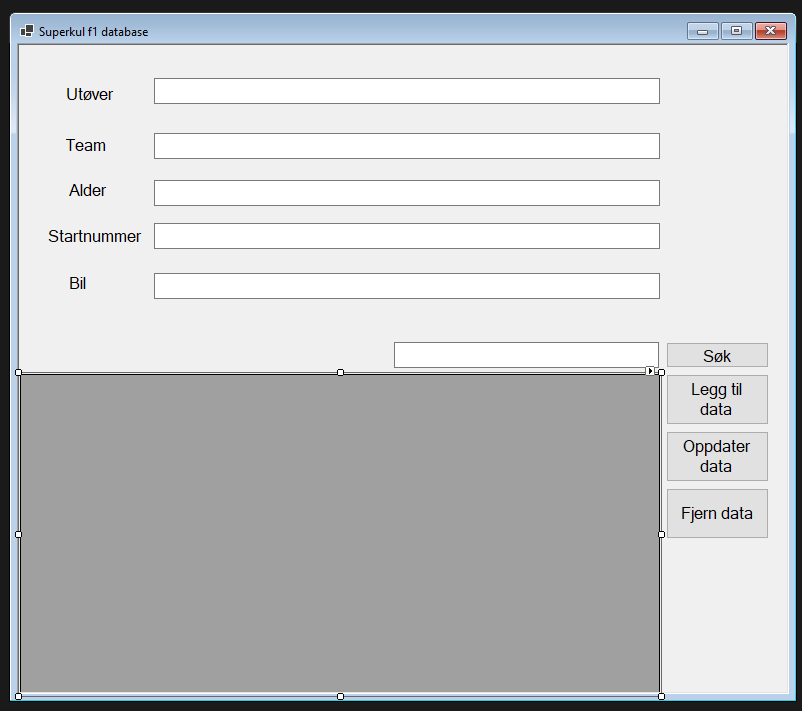 Superkul f1 database
Utøver
Team
Alder
Startnummer
Bil
Søk
Legg til
data
Oppdater
data
Fjern data